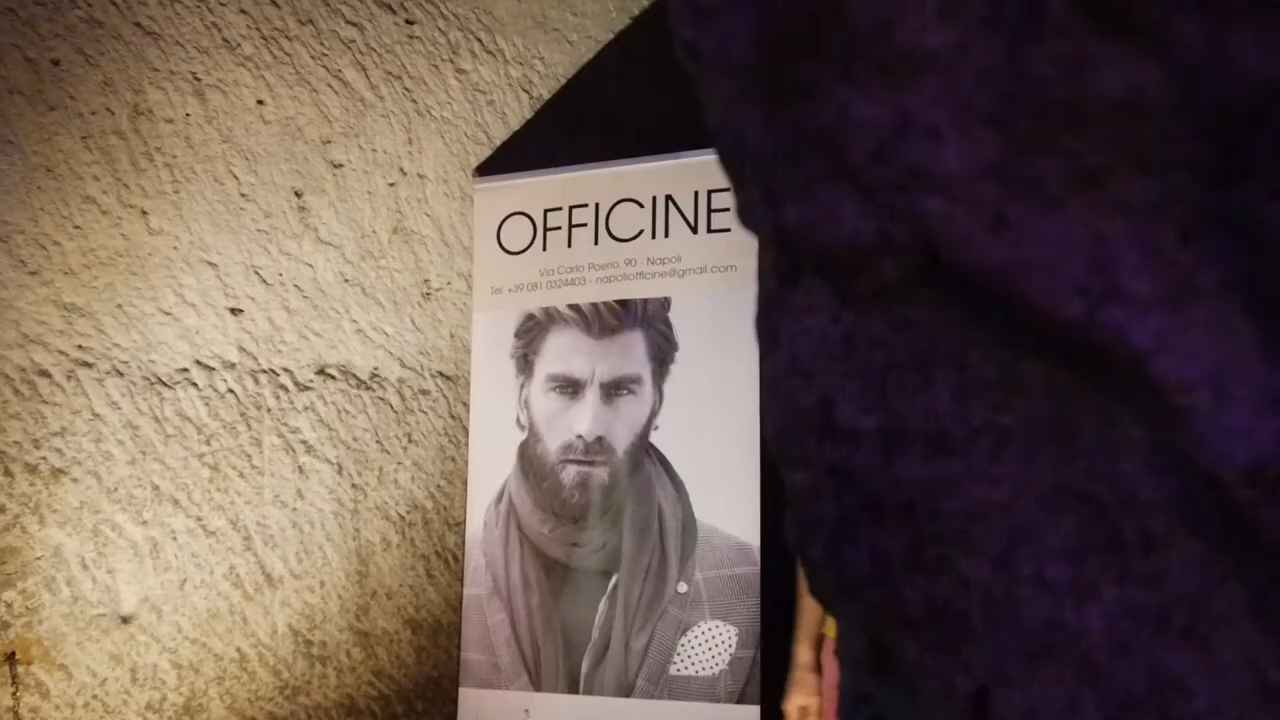 OFFICINE
Via Carlo Poerio, 90 - Napoli
Tel. +39 081 0324403 - napoliofficine@gmail.com